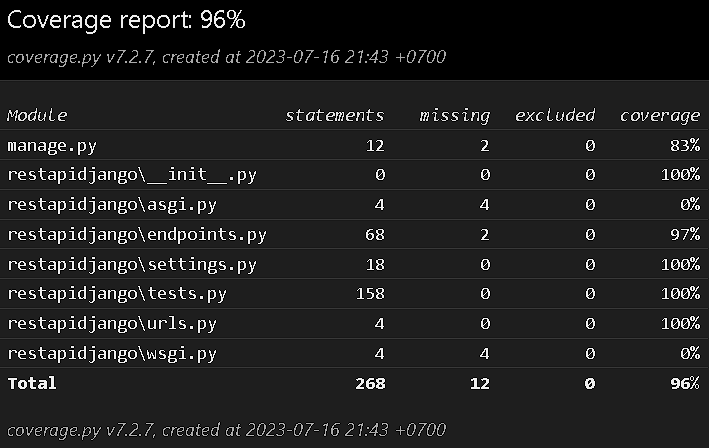 Coverage report: 96%
coverage.py v7.2.7, created at 2023-07-16 21:43 +0700
Module statements missing excluded coverage
manage.py 12 2 0 83%
restapidjango\__init__.py 0 0 0 100%
restapidjango\asgi.py 4 4 0 0%
restapidjango\endpoints.py 68 2 0 97%
restapidjango\settings.py 18 0 0 100%
restapidjango\tests.py 158 0 0 100%
restapidjango\urls.py 4 0 0 100%
restapidjango\wsgi.py 4 4 0 0%
Total 268 12 0 96%
coverage.py v7.2.7, created at 2023-07-16 21:43 +0700